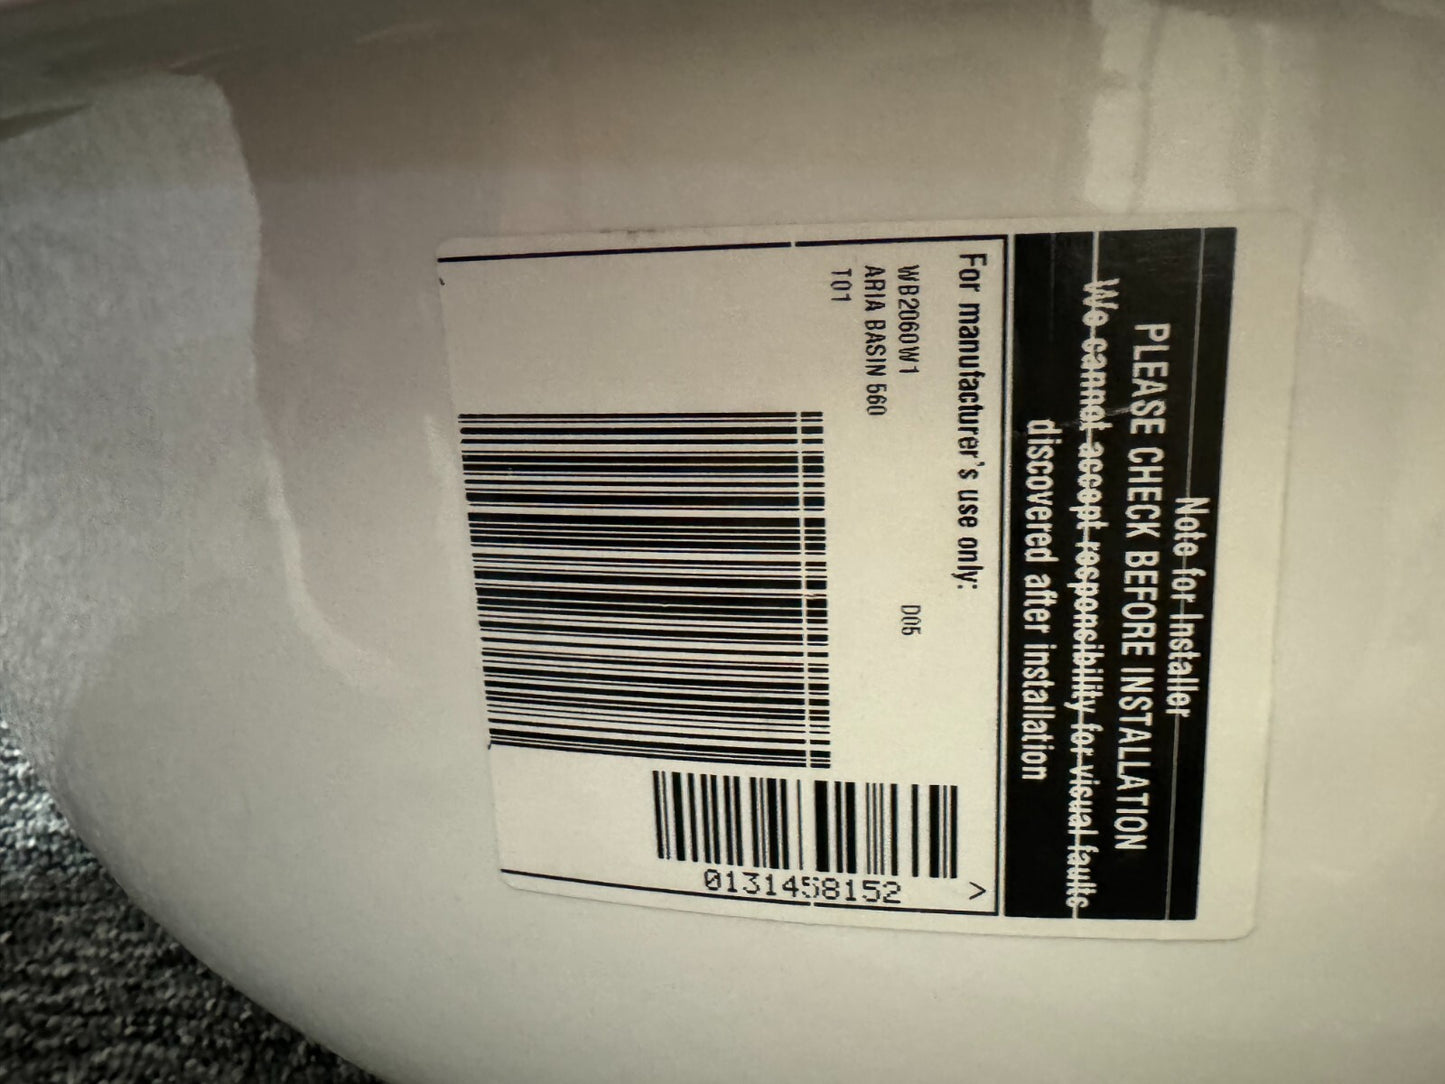 Note for Installer
PLEASE CHECK BEFORE INSTALLATION
We cannot accept responsibility for visual faults
discovered after installation
For manufacturer's use only:
WB2060W1 D05
ARIA BASIN 560
T01
>
0131458152